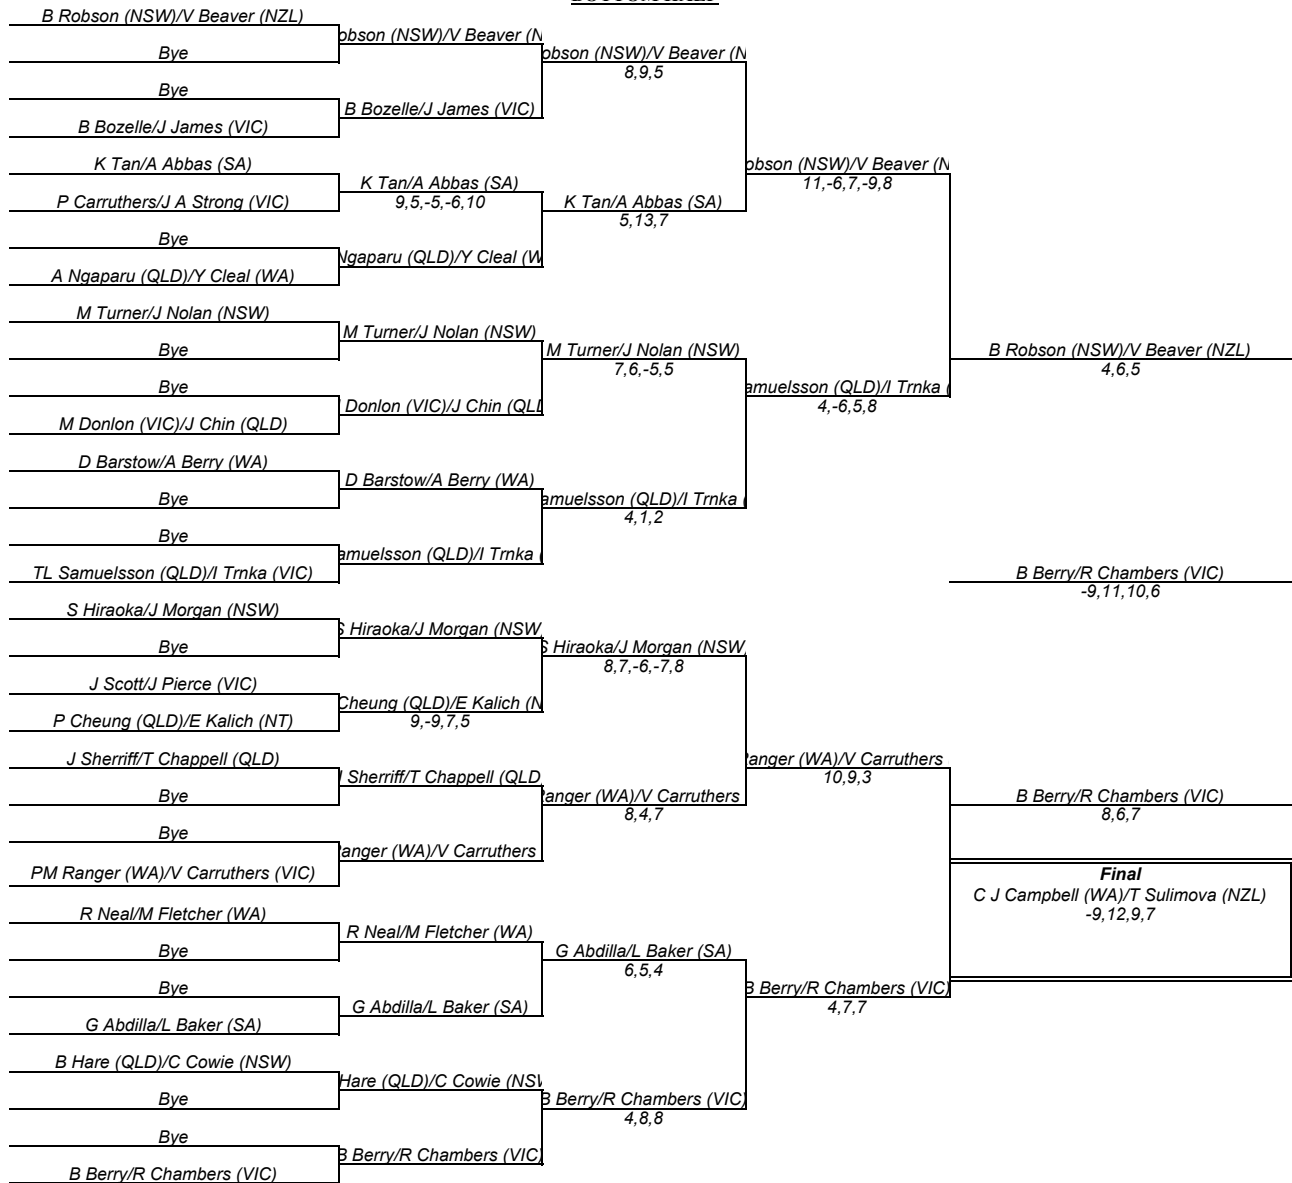 B Robson (NSW)/V Beaver (NZL)
Bye
Bye
B Bozelle/J James (VIC)
K Tan/A Abbas (SA)
P Carruthers/J A Strong (VIC)
Bye
A Ngaparu (QLD)/Y Cleal (WA)
M Turner/J Nolan (NSW)
Bye
Bye
M Donlon (VIC)/J Chin (QLD)
D Barstow/A Berry (WA)
Bye
Bye
TL Samuelsson (QLD)/I Trnka (VIC)
S Hiraoka/J Morgan (NSW)
Bye
J Scott/J Pierce (VIC)
P Cheung (QLD)/E Kalich (NT)
J Sherriff/T Chappell (QLD)
Bye
Bye
PM Ranger (WA)/V Carruthers (VIC)
R Neal/M Fletcher (WA)
Bye
Bye
G Abdilla/L Baker (SA)
B Hare (QLD)/C Cowie (NSW)
Bye
Bye
B Berry/R Chambers (VIC)
obson (NSW)/V Beaver (N
B Bozelle/J James (VIC)
K Tan/A Abbas (SA)
9,5,-5,-6,10
Ngaparu (QLD)/Y Cleal (W
M Turner/J Nolan (NSW)
Donlon (VIC)/J Chin (QLD
D Barstow/A Berry (WA)
amuelsson (QLD)/I Trnka (
S Hiraoka/J Morgan (NSW)
Cheung (QLD)/E Kalich (N
9,-9,7,5
J Sherriff/T Chappell (QLD
anger (WA)/V Carruthers
R Neal/M Fletcher (WA)
G Abdilla/L Baker (SA)
Hare (QLD)/C Cowie (NSW
B Berry/R Chambers (VIC)
obson (NSW)/V Beaver (N
8,9,5
K Tan/A Abbas (SA)
5,13,7
M Turner/J Nolan (NSW)
7,6,-5,5
amuelsson (QLD)/I Trnka (
4,1,2
S Hiraoka/J Morgan (NSW)
8,7,-6,-7,8
Ranger (WA)/V Carruthers
8,4,7
G Abdilla/L Baker (SA)
6,5,4
B Berry/R Chambers (VIC)
4,8,8
obson (NSW)/V Beaver (N
11,-6,7,-9,8
amuelsson (QLD)/I Trnka (
4,-6,5,8
Ranger (WA)/V Carruthers
10,9,3
B Berry/R Chambers (VIC)
4,7,7
B Robson (NSW)/V Beaver (NZL)
4,6,5
B Berry/R Chambers (VIC)
-9,11,10,6
B Berry/R Chambers (VIC)
8,6,7
Final
C J Campbell (WA)/T Sulimova (NZL)
-9,12,9,7